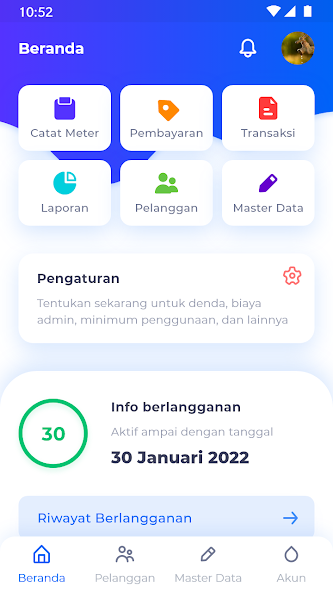 10:52
Beranda
Catat Meter
Pembayaran
Transaksi
Laporan
Pelanggan
Master Data
Pengaturan
Tentukan sekarang untuk denda, biaya
admin, minimum penggunaan, dan lainnya
30
Info berlangganan
Aktif ampai dengan tanggal
30 Januari 2022
Riwayat Berlangganan
Beranda
Pelanggan
Master Data
Akun